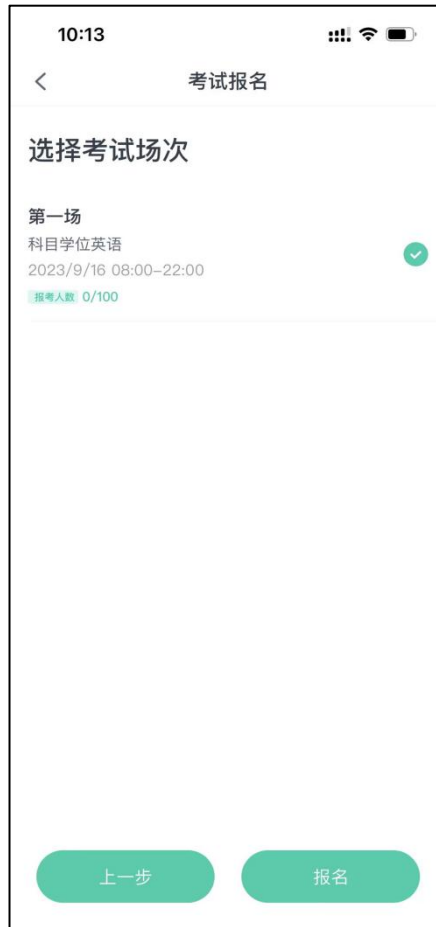 10:13
考试报名
选择考试场次
第一场
科目学位英语
2023/9/16 08:00-22:00
报考人数 0/100
上一步 报名